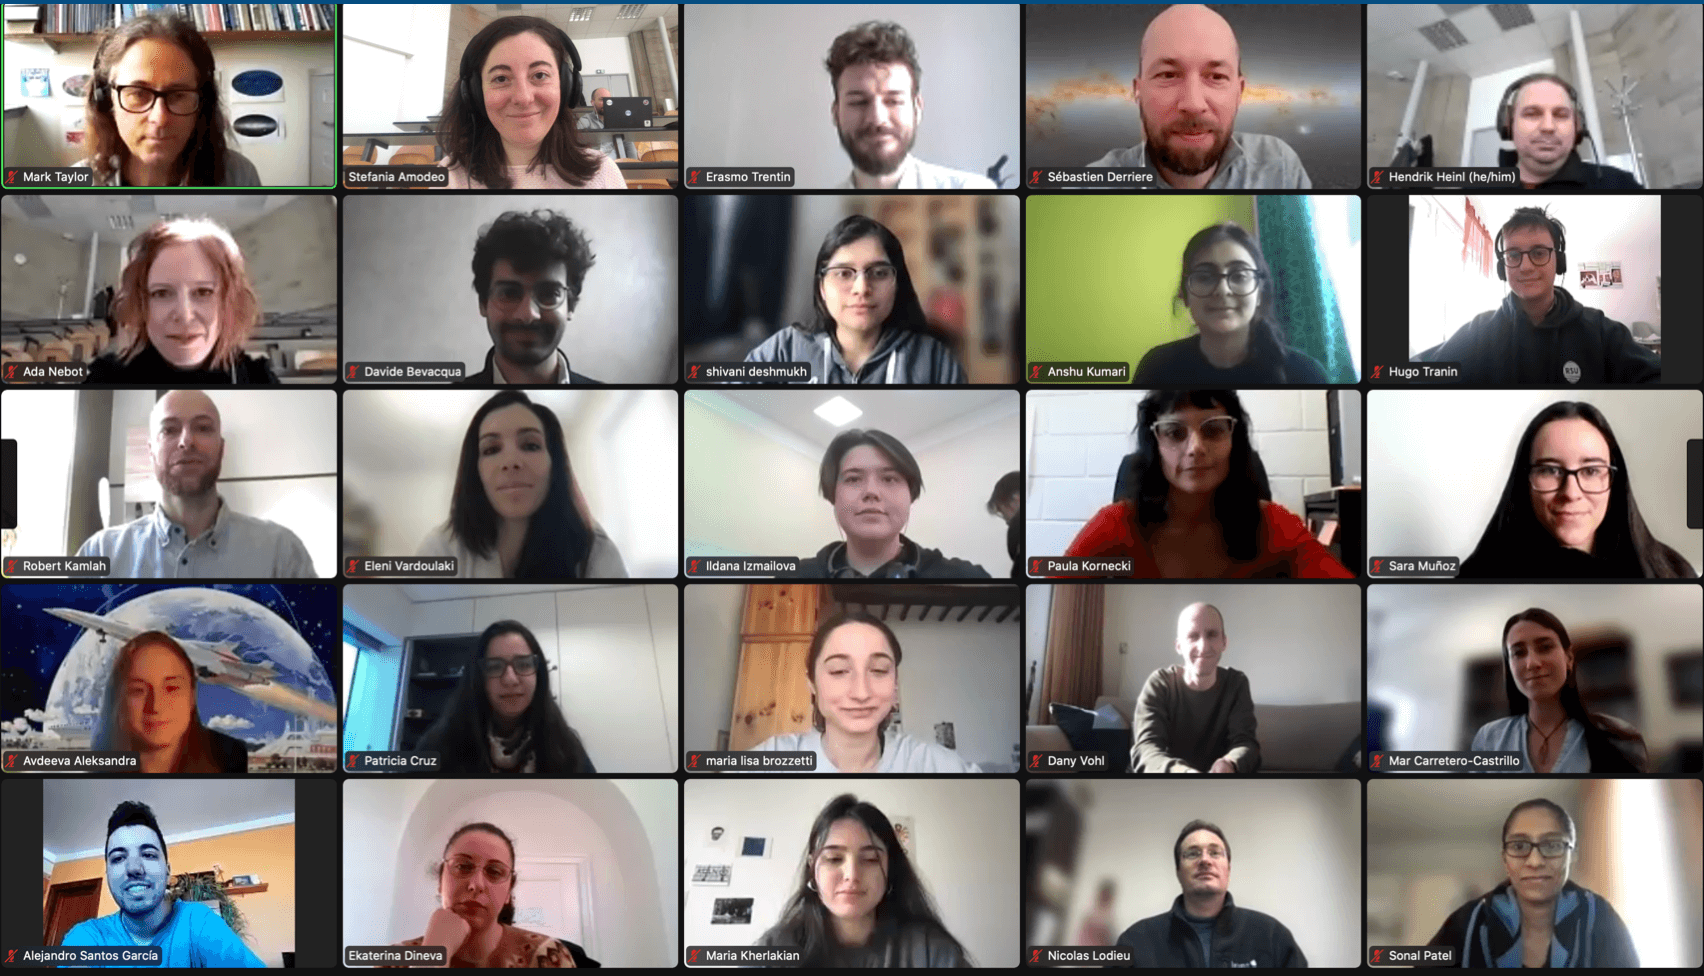 Mark Taylor
Stefania Amodeo
Erasmo Trentin
Sébastien Derriere
Hendrik Heinl (he/him)
Ada Nebot
Davide Bevacqua
shivani deshmukh
Anshu Kumari
Hugo Tranin
RSU
Robert Kamlah
Eleni Vardoulaki
Ildana Izmailova
Paula Kornecki
Sara Muñoz
Avdeeva Aleksandra
Patricia Cruz
maria lisa brozzetti
Dany Vohl
Mar Carretero-Castrillo
Alejandro Santos García
Ekaterina Dineva
Maria Kherlakian
Nicolas Lodieu
Sonal Patel